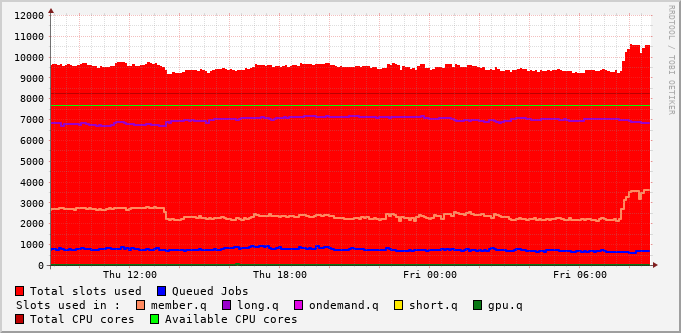 12000
11000
10000
9000
8000
7000
6000
5000
4000
3000
2000
1000
0
Thu 12:00 Thu 18:00 Fri 00:00 Fri 06:00
RRDTOOL / TOBI OETIKER
Total slots used Queued Jobs
Slots used in : member.q long.q ondemand.q short.q gpu.q
Total CPU cores Available CPU cores